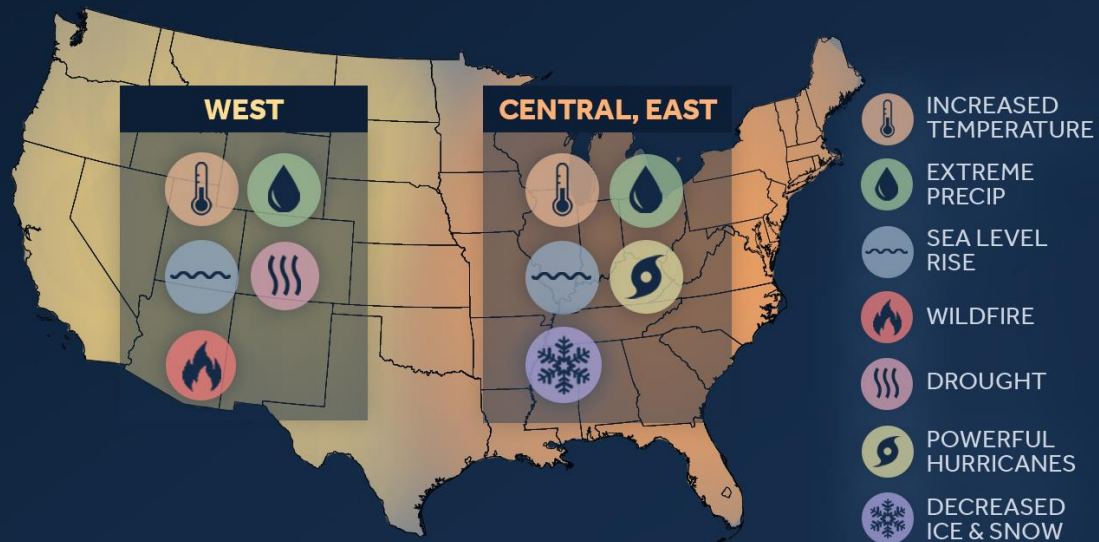 WEST
CENTRAL, EAST
INCREASED
TEMPERATURE
EXTREME
PRECIP
SEA LEVEL
RISE
WILDFIRE
DROUGHT
POWERFUL
HURRICANES
DECREASED
ICE & SNOW